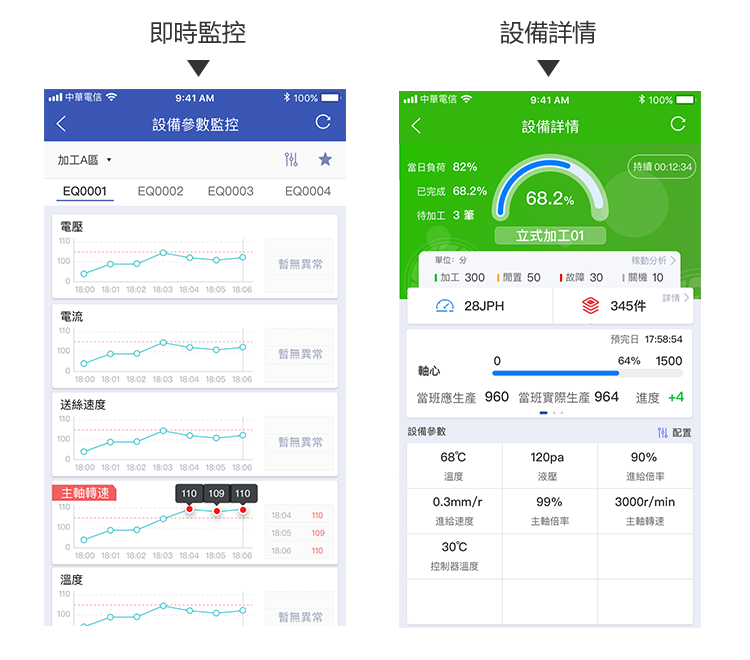 即時監控
中華電信 9:41 AM 100%
設備參數監控
加工A區
EQ0001 EQ0002 EQ0003 EQ0004
電壓
110
100
0
18:00 18:01 18:02 18:03 18:04 18:05 18:06
暫無異常
電流
110
100
0
18:00 18:01 18:02 18:03 18:04 18:05 18:06
暫無異常
送絲速度
110
100
0
18:00 18:01 18:02 18:03 18:04 18:05 18:06
暫無異常
主軸轉速
110 109 110
110
100
0
18:00 18:01 18:02 18:03 18:04 18:05 18:06
18:04 110
18:05 109
18:06 110
溫度
110
100
暫無異常
設備詳情
中華電信 9:41 AM 100%
設備詳情
當日負荷 82%
已完成 68.2%
待加工 3 筆
68.2%
持續 00:12:34
立式加工01
單位: 分 稼動分析
加工 300 閒置 50 故障 30 關機 10
28JPH 345件 詳情
預完日 17:58:54
軸心 0 64% 1500
當班應生產 960 當班實際生產 964 進度 +4
設備參數 配置
68℃ 120pa 90%
溫度 液壓 進給倍率
0.3mm/r 99% 3000r/min
進給速度 主軸倍率 主軸轉速
30℃
控制器溫度